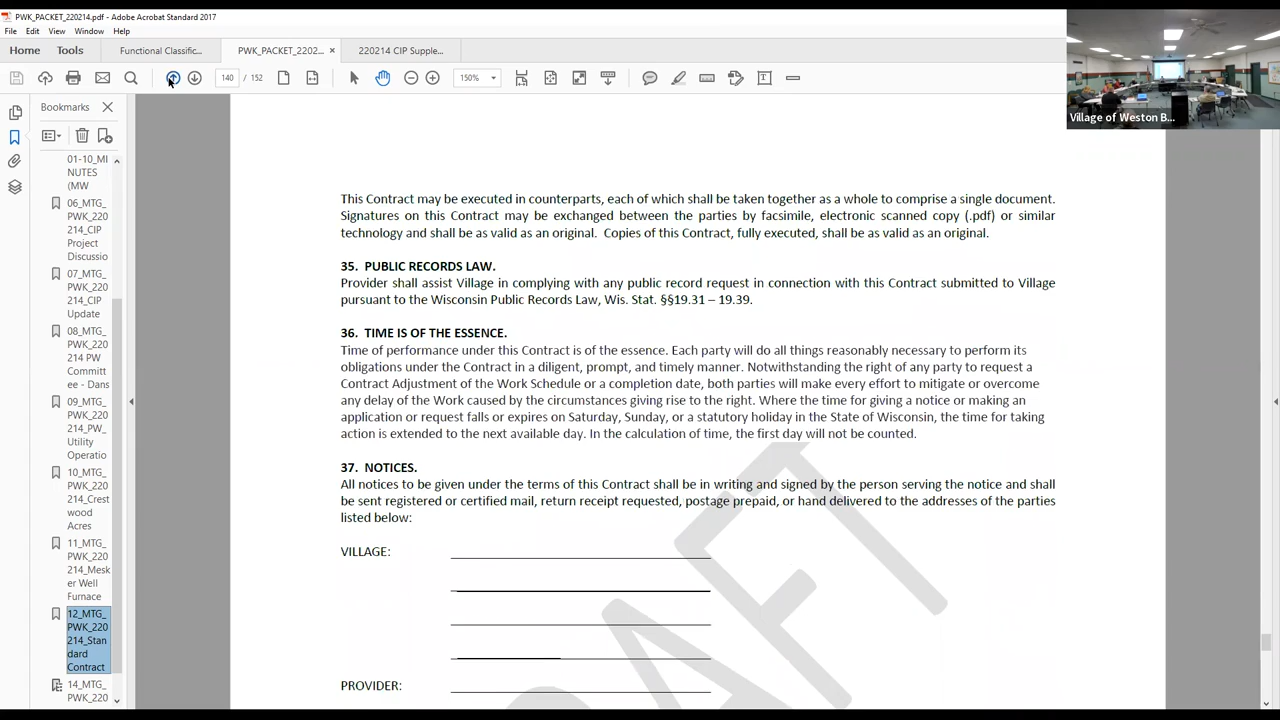 PWK_PACKET_220214.pdf - Adobe Acrobat Standard 2017
File Edit View Window Help
Home Tools Functional Classific... PWK_PACKET_2202... × 220214 CIP Supple...
140 / 152 150%
Village of Weston B...
Bookmarks
01-10_MI
NUTES
(MW
06_MTG_
PWK_220
214_CIP
Project
Discussio
07_MTG_
PWK_220
214_CIP
Update
08_MTG_
PWK_220
214 PW
Committ
ee - Dans
09_MTG_
PWK_220
214_PW_
Utility
Operatio
10_MTG_
PWK_220
214_Crest
wood
Acres
11_MTG_
PWK_220
214_Mesk
er Well
Furnace
12_MTG_
PWK_220
214_Stan
dard
Contract
14_MTG_
PWK_220
This Contract may be executed in counterparts, each of which shall be taken together as a whole to comprise a single document.
Signatures on this Contract may be exchanged between the parties by facsimile, electronic scanned copy (.pdf) or similar
technology and shall be as valid as an original. Copies of this Contract, fully executed, shall be as valid as an original.
35. PUBLIC RECORDS LAW.
Provider shall assist Village in complying with any public record request in connection with this Contract submitted to Village
pursuant to the Wisconsin Public Records Law, Wis. Stat. §§19.31 – 19.39.
36. TIME IS OF THE ESSENCE.
Time of performance under this Contract is of the essence. Each party will do all things reasonably necessary to perform its
obligations under the Contract in a diligent, prompt, and timely manner. Notwithstanding the right of any party to request a
Contract Adjustment of the Work Schedule or a completion date, both parties will make every effort to mitigate or overcome
any delay of the Work caused by the circumstances giving rise to the right. Where the time for giving a notice or making an
application or request falls or expires on Saturday, Sunday, or a statutory holiday in the State of Wisconsin, the time for taking
action is extended to the next available day. In the calculation of time, the first day will not be counted.
37. NOTICES.
All notices to be given under the terms of this Contract shall be in writing and signed by the person serving the notice and shall
be sent registered or certified mail, return receipt requested, postage prepaid, or hand delivered to the addresses of the parties
listed below:
VILLAGE:
PROVIDER:
DRAFT